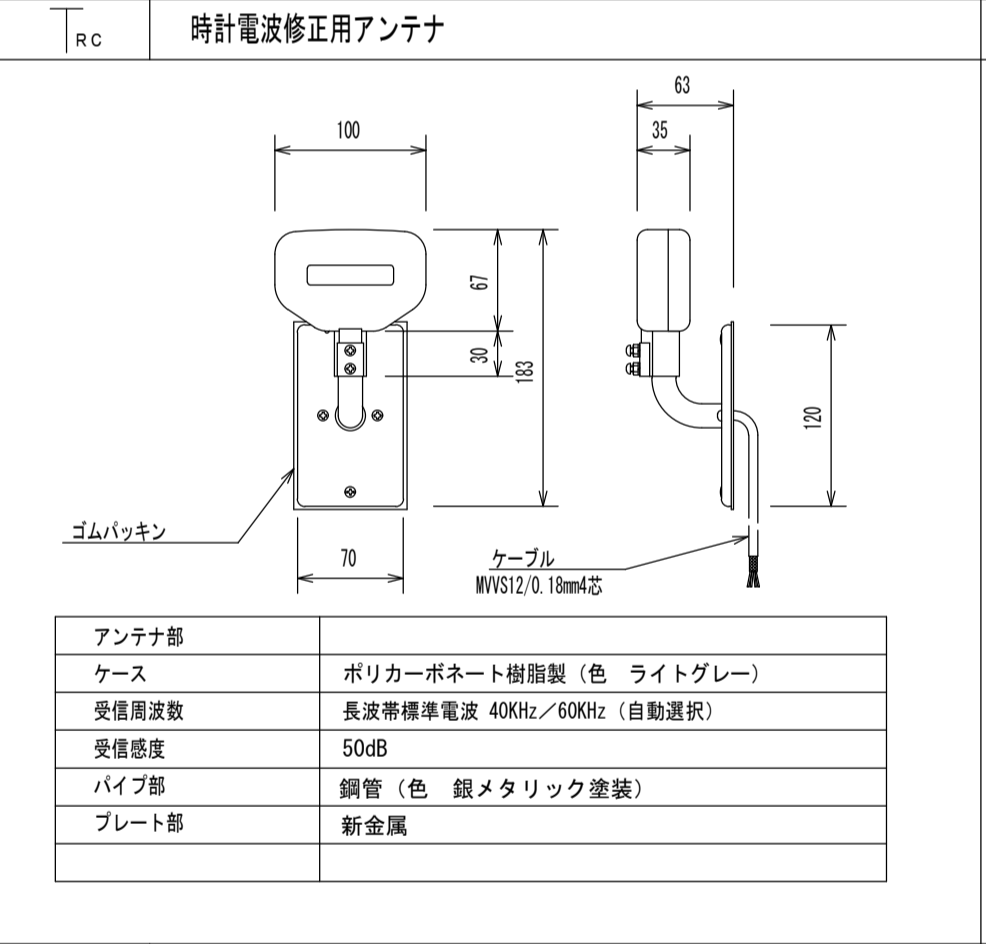 TRC
時計電波修正用アンテナ
63
35
100
67
30
183
120
ゴムパッキン
70
ケーブル
MVVS12/0.18mm4芯
アンテナ部
ケース ポリカーボネート樹脂製（色　ライトグレー）
受信周波数 長波帯標準電波 40KHz／60KHz（自動選択）
受信感度 50dB
パイプ部 鋼管（色　銀メタリック塗装）
プレート部 新金属